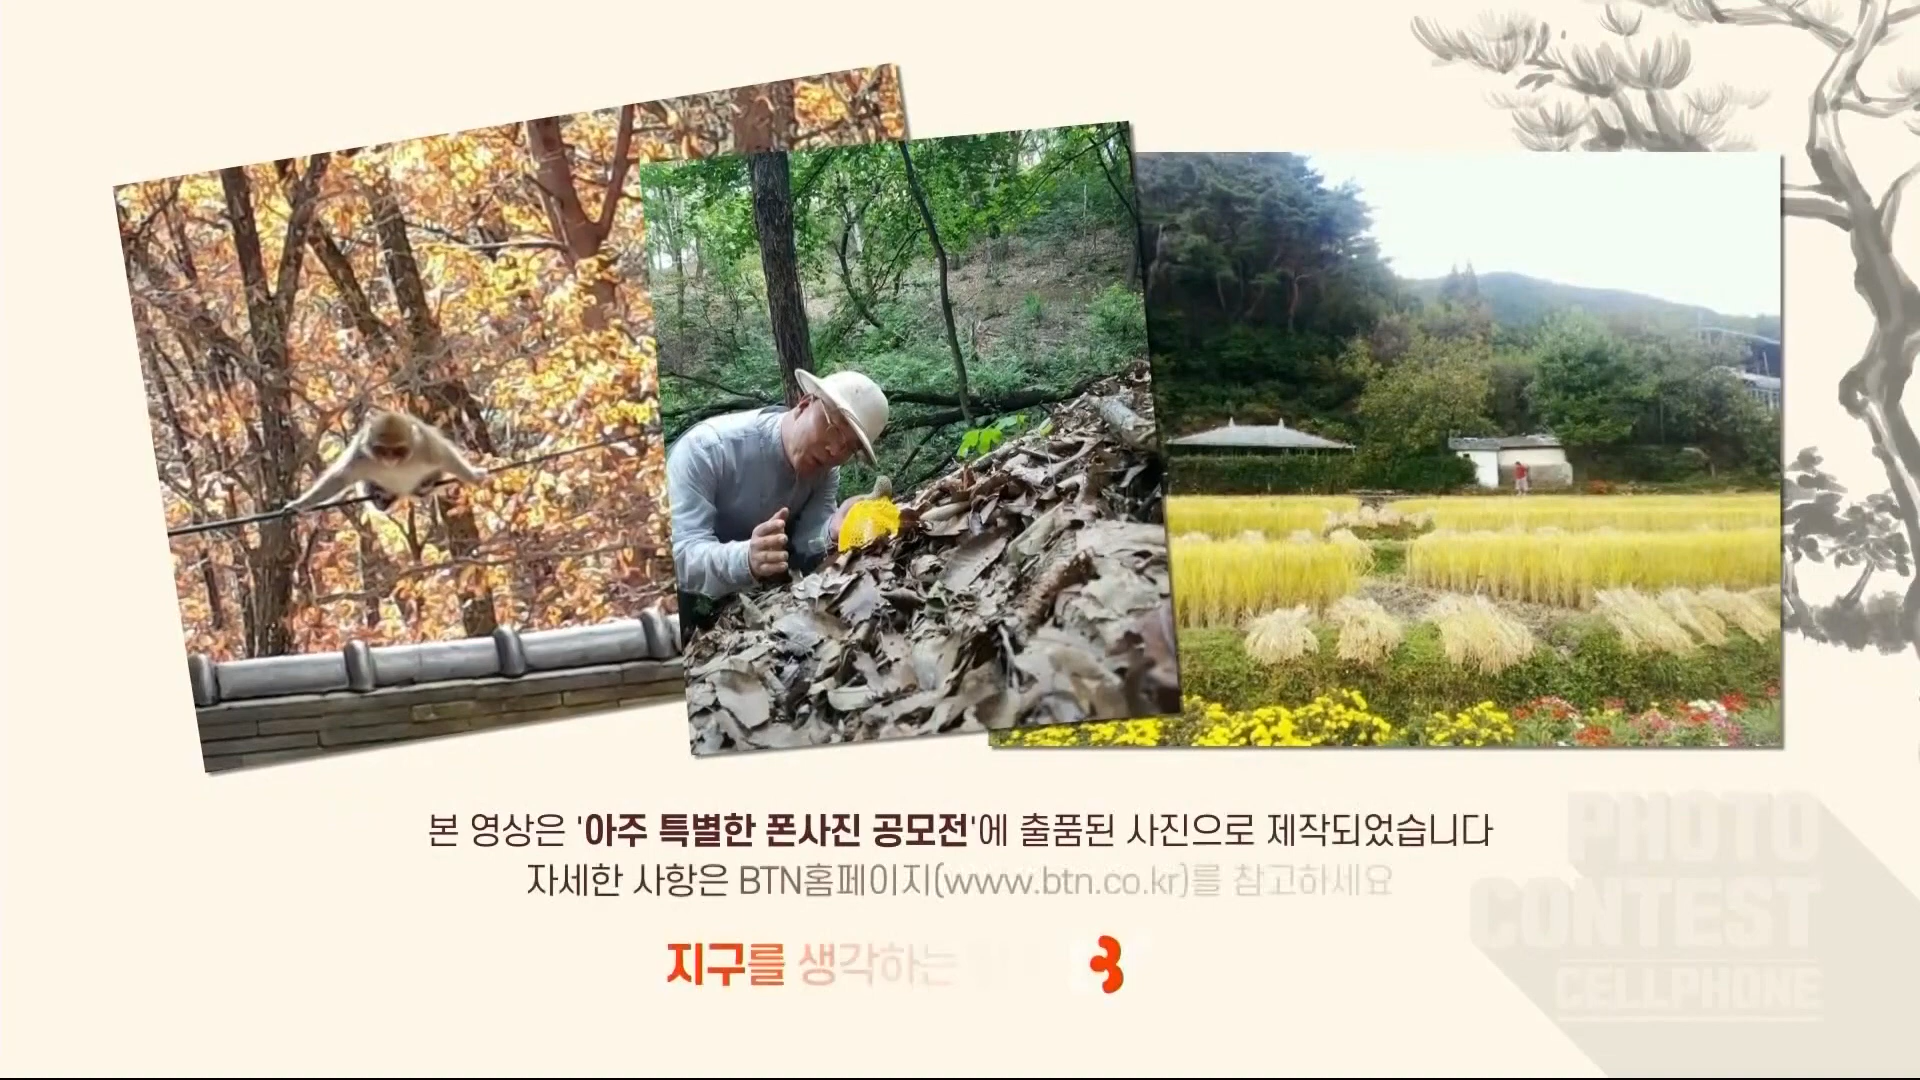 본 영상은 '아주 특별한 폰사진 공모전'에 출품된 사진으로 제작되었습니다
자세한 사항은 BTN홈페이지(www.btn.co.kr)를 참고하세요
지구를 생각하는
PHOTO
CONTEST
CELLPHONE